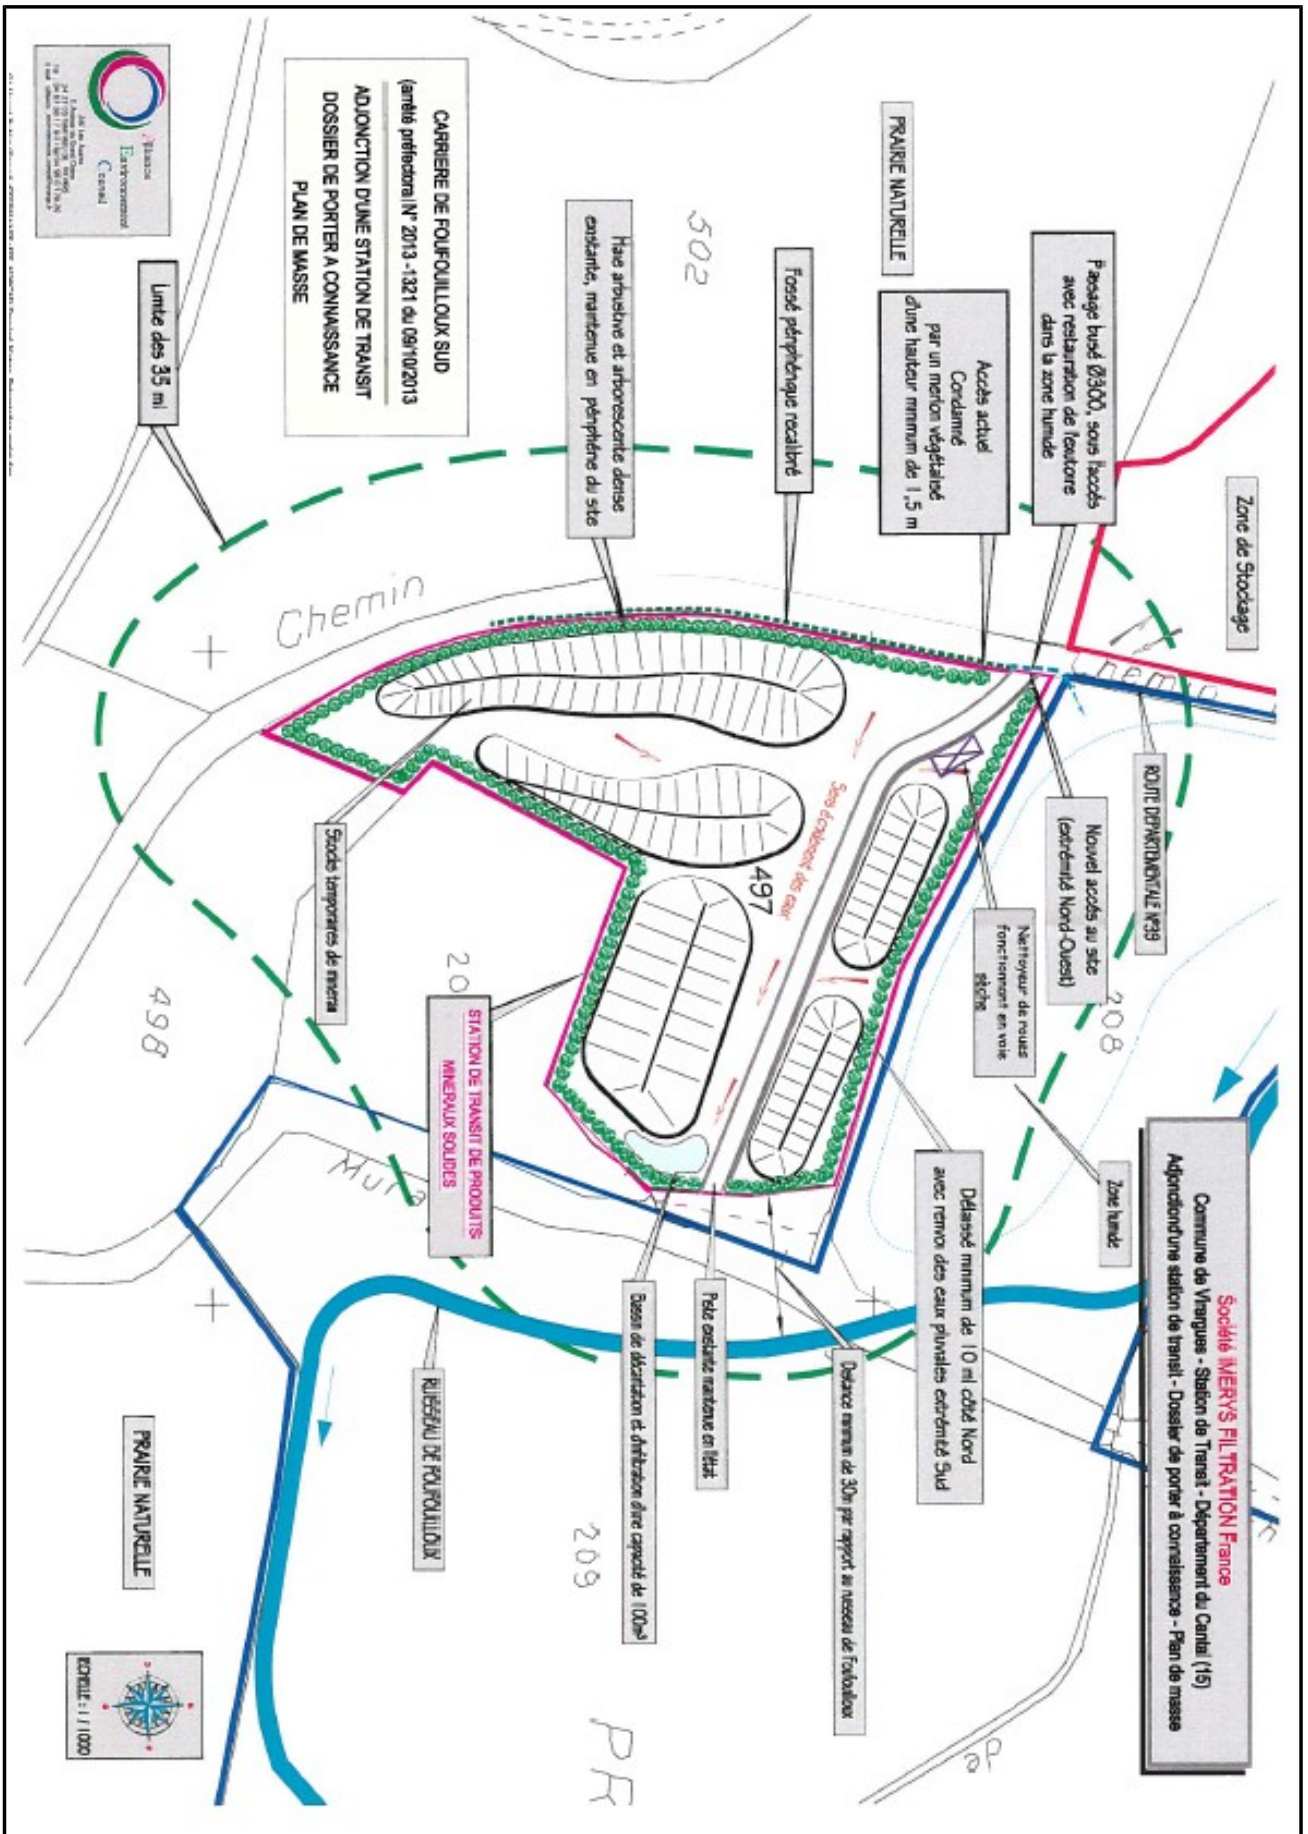 Société IMERYS FILTRATION France
Commune de Virargues - Station de Transit - Département du Cantal (15)
Adjonction d'une station de transit - Dossier de porter à connaissance - Plan de masse
Zone de Stockage
Passage busé Ø300, sous l'accès
avec restauration de l'exutoire
dans la zone humide
Accès actuel
Condamné
par un merlon végétalisé
d'une hauteur minimum de 1,5 m
PRAIRIE NATURELLE
Fossé périphérique recalibré
502
Haie arbustive et arborescente dense
existante, maintenue en périphérie du site
CARRIERE DE FOUFOUILLOUX SUD
(arrêté préfectoral N° 2013-1321 du 09/10/2013
ADJONCTION D'UNE STATION DE TRANSIT
DOSSIER DE PORTER A CONNAISSANCE
PLAN DE MASSE
Environnement
Conseil
Limite des 35 ml
Chemin
hemin
ROUTE DEPARTEMENTALE N°39
Nouvel accès au site
(extrémité Nord-Ouest)
Nettoyeur de roues
fonctionnant en voie
sèche
208
Zone humide
Sens écoulement des eaux
497
Stocks temporaires de minerai
20
498
STATION DE TRANSIT DE PRODUITS
MINERAUX SOLIDES
Mura
Délaissé minimum de 10 ml côté Nord
avec renvoi des eaux pluviales extrémité Sud
Distance minimum de 30m par rapport au ruisseau de Foufouilloux
Piste existante maintenue en l'état
Bassin de décantation et d'infiltration d'une capacité de 100m³
RUISSEAU DE FOUFOUILLOUX
209
PRAIRIE NATURELLE
de
PR
ECHELLE : 1 / 1000